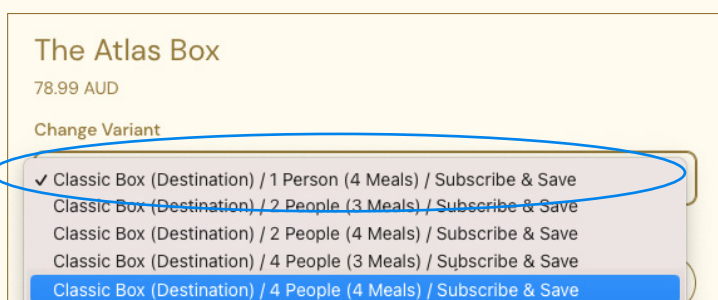 The Atlas Box
78.99 AUD
Change Variant
✓ Classic Box (Destination) / 1 Person (4 Meals) / Subscribe & Save
Classic Box (Destination) / 2 People (3 Meals) / Subscribe & Save
Classic Box (Destination) / 2 People (4 Meals) / Subscribe & Save
Classic Box (Destination) / 4 People (3 Meals) / Subscribe & Save
Classic Box (Destination) / 4 People (4 Meals) / Subscribe & Save